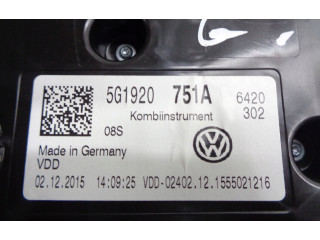 5G1920 751A 6420
Kombiinstrument 302
08S
Made in Germany
VDD
02.12.2015 14:09:25 VDD-02402.12.1555021216